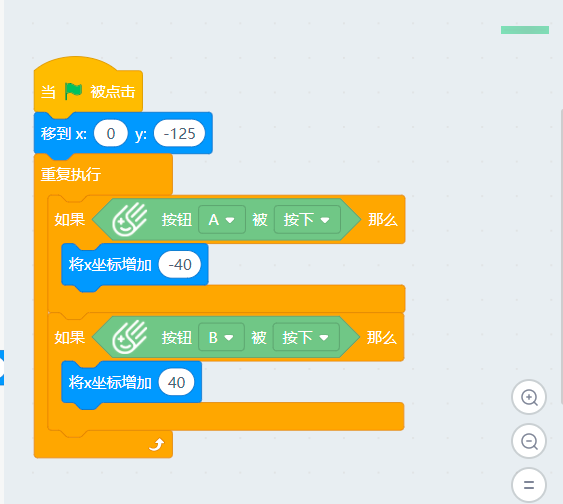 当 被点击
移到 x: 0 y: -125
重复执行
如果 按钮 A 被 按下 那么
将x坐标增加 -40
如果 按钮 B 被 按下 那么
将x坐标增加 40